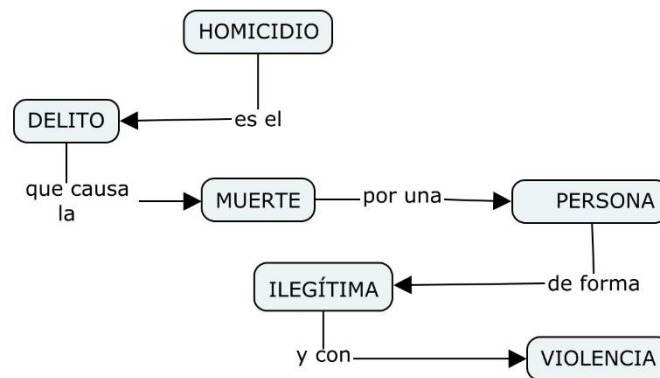 HOMICIDIO
es el
DELITO
que causa
la
MUERTE
por una
PERSONA
de forma
ILEGÍTIMA
y con
VIOLENCIA